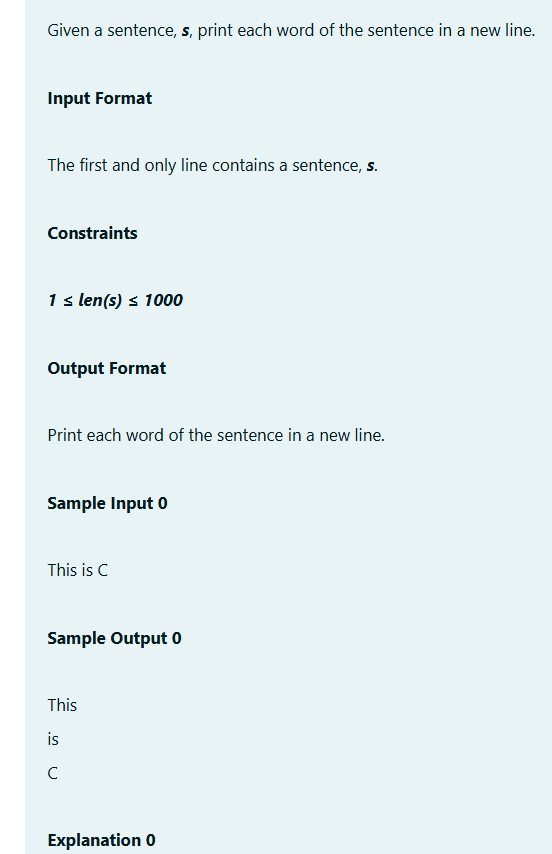 Given a sentence, s, print each word of the sentence in a new line.
Input Format
The first and only line contains a sentence, s.
Constraints
1 ≤ len(s) ≤ 1000
Output Format
Print each word of the sentence in a new line.
Sample Input 0
This is C
Sample Output 0
This
is
C
Explanation 0